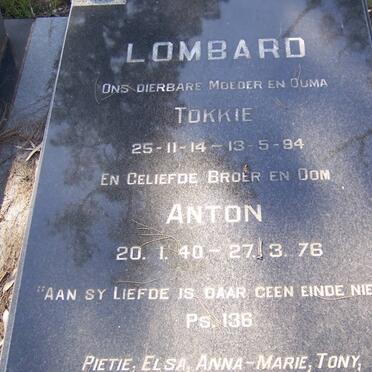 LOMBARD
ONS DIERBARE MOEDER EN OUMA
TOKKIE
25-11-14-13-5-94
EN GELIEFDE BROER EN OOM
ANTON
20. 1. 40-27. 3. 76
"AAN SY LIEFDE IS DAAR GEEN EINDE NIE
PS. 136
PIETIE, ELSA, ANNA-MARIE, TONY,